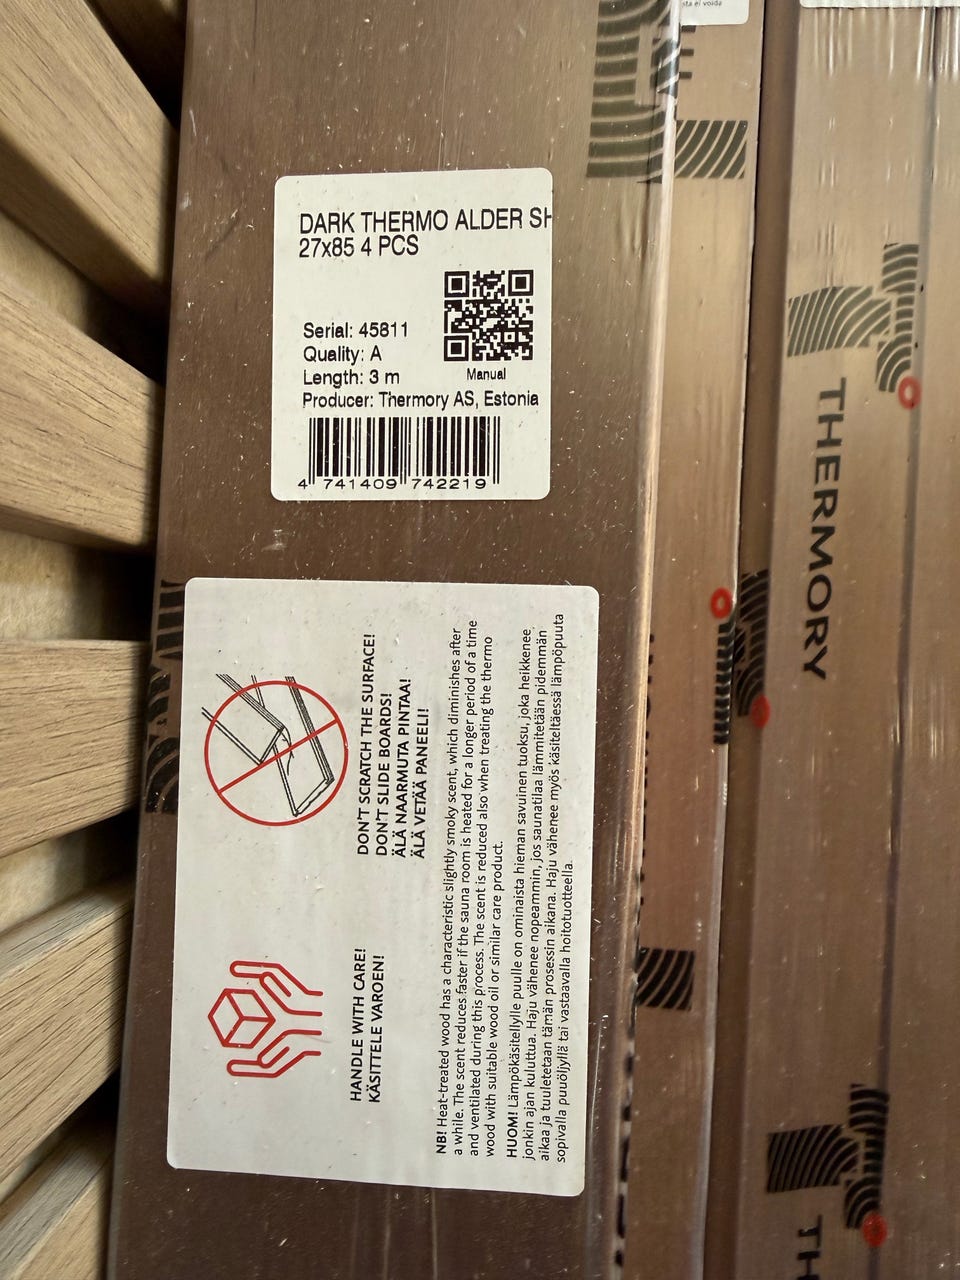 sta ei voida
DARK THERMO ALDER
27x85 4 PCS
Serial: 45811
Quality: A
Length: 3 m
Manual
Producer: Thermory AS, Estonia
4 741409 742219
DON'T SCRATCH THE SURFACE!
DON'T SLIDE BOARDS!
ÄLÄ NAARMUTA PINTAA!
ÄLÄ VETÄÄ PANEELI!
HANDLE WITH CARE!
KÄSITTELE VAROEN!
NB! Heat-treated wood has a characteristic slightly smoky scent, which diminishes after
a while. The scent reduces faster if the sauna room is heated for a longer period of a time
and ventilated during this process. The scent is reduced also when treating the thermo
wood with suitable wood oil or similar care product.
HUOM! Lämpökäsitellylle puulle on ominaista hieman savuinen tuoksu, joka heikkenee
jonkin ajan kuluttua. Haju vähenee nopeammin, jos saunatilaa lämmitetään pidemmän
aikaa ja tuuletetaan tämän prosessin aikana. Haju vähenee myös käsiteltäessä lämpöpuuta
sopivalla puuöljyllä tai vastaavalla hoitotuotteella.
THERMORY
TH